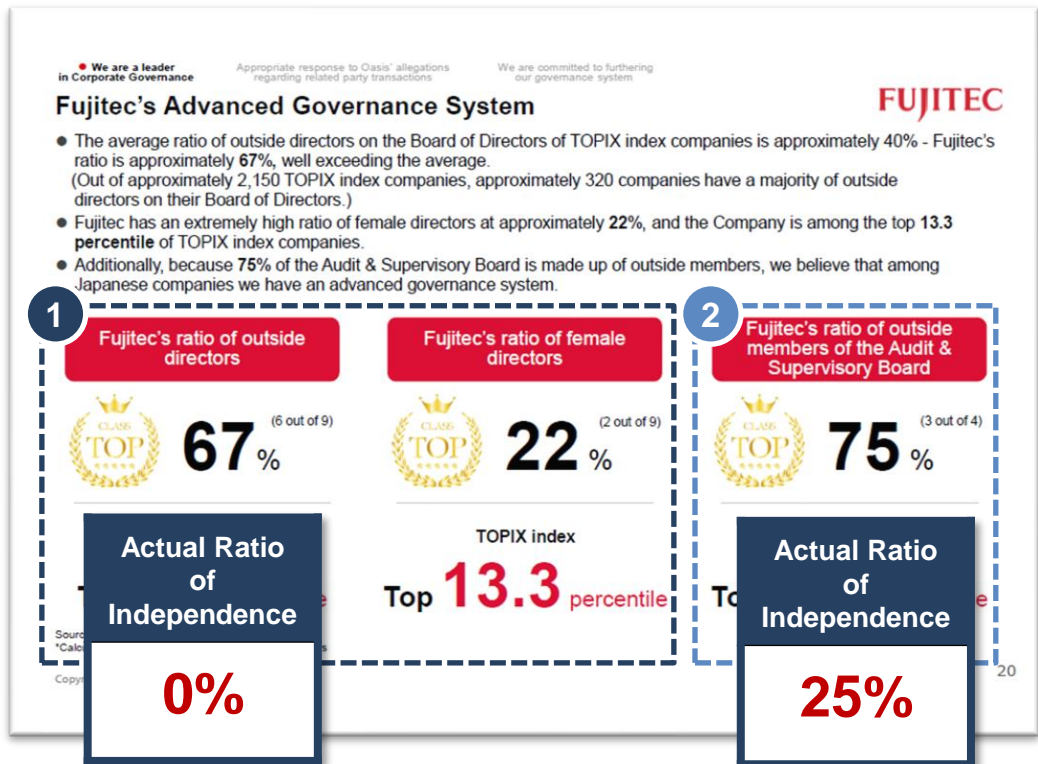 We are a leader
in Corporate Governance
Appropriate response to Oasis' allegations
regarding related party transactions
We are committed to furthering
our governance system
FUJITEC
Fujitec's Advanced Governance System
● The average ratio of outside directors on the Board of Directors of TOPIX index companies is approximately 40% - Fujitec's
ratio is approximately 67%, well exceeding the average.
(Out of approximately 2,150 TOPIX index companies, approximately 320 companies have a majority of outside
directors on their Board of Directors.)
● Fujitec has an extremely high ratio of female directors at approximately 22%, and the Company is among the top 13.3
percentile of TOPIX index companies.
● Additionally, because 75% of the Audit & Supervisory Board is made up of outside members, we believe that among
Japanese companies we have an advanced governance system.
1
Fujitec's ratio of outside
directors
CLASS
TOP
67%
(6 out of 9)
Actual Ratio
of
Independence
0%
Fujitec's ratio of female
directors
CLASS
TOP
22%
(2 out of 9)
TOPIX index
Top 13.3 percentile
2
Fujitec's ratio of outside
members of the Audit &
Supervisory Board
CLASS
TOP
75%
(3 out of 4)
Actual Ratio
of
Independence
25%
20